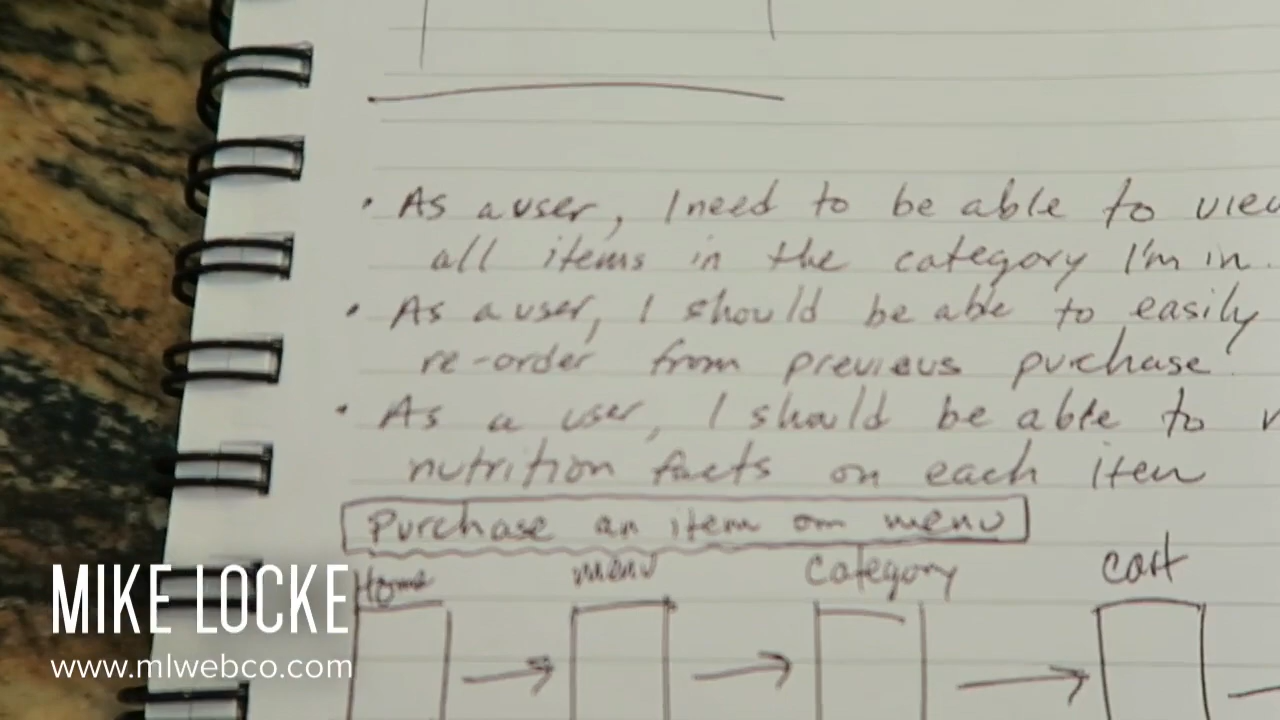 • As a user, I need to be able to view
all items in the category I'm in.
• As a user, I should be able to easily
re-order from previous purchase.
• As a user, I should be able to v
nutrition facts on each item
Purchase an item om menu
Home menu Category cart
MIKE LOCKE
www.mlwebco.com